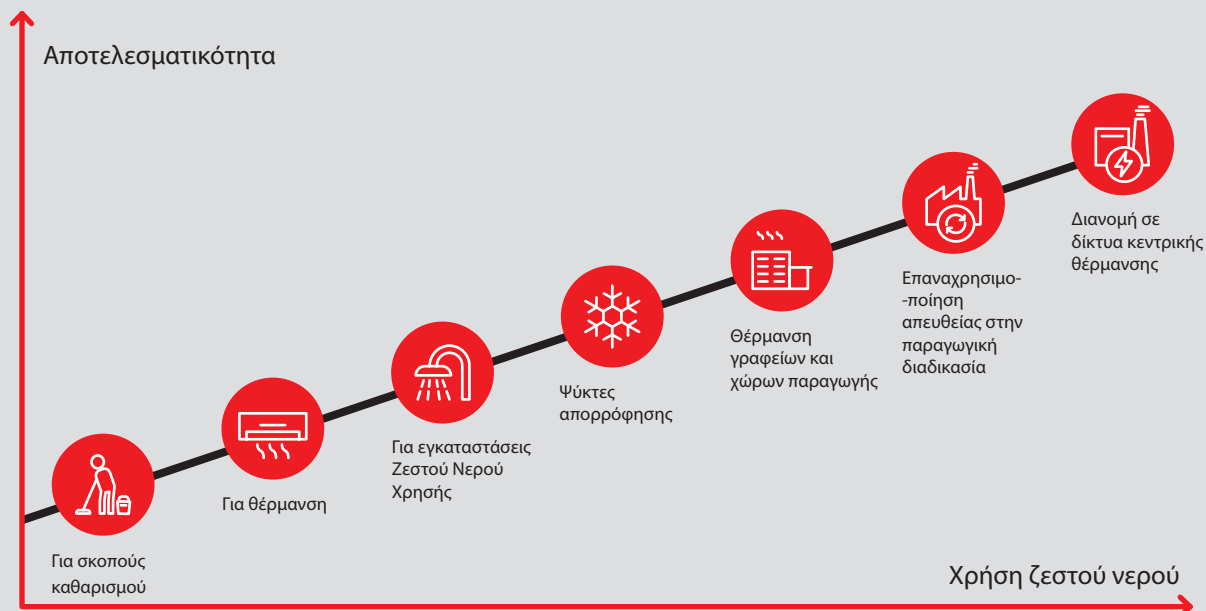 Αποτελεσματικότητα
Για σκοπούς
καθαρισμού
Για θέρμανση
Για εγκαταστάσεις
Ζεστού Νερού
Χρησής
Ψύκτες
απορρόφησης
Θέρμανση
γραφείων και
χώρων παραγωγής
Επαναχρησιμο-
-ποίηση
απευθείας στην
παραγωγική
διαδικασία
Διανομή σε
δίκτυα κεντρικής
θέρμανσης
Χρήση ζεστού νερού